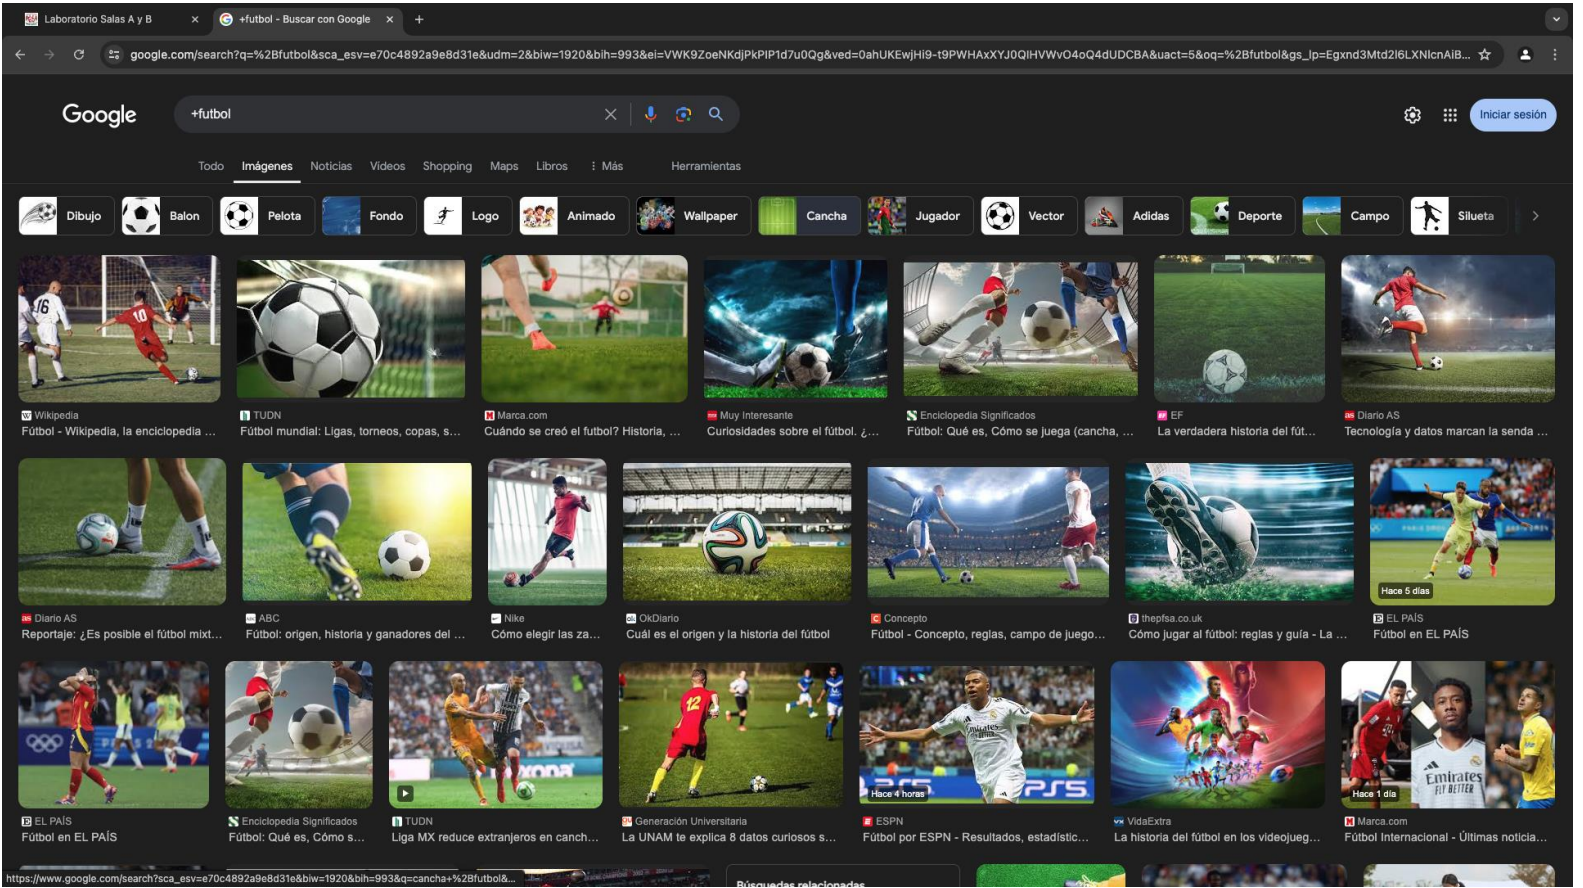 Laboratorio Salas A y B
+futbol - Buscar con Google
google.com/search?q=%2Bfutbol&sca_esv=e70c4892a9e8d31e&udm=2&biw=1920&bih=993&ei=VWK9ZoeNKdjPkPIP1d7u0Qg&ved=0ahUKEwjHi9-t9PWHAxXYJ0QIHVWvO4oQ4dUDCBA&uact=5&oq=%2Bfutbol&gs_lp=Egxnd3Mtd2l6LXNlcnAiB...
Google
+futbol
Iniciar sesión
Todo Imágenes Noticias Videos Shopping Maps Libros Más Herramientas
Dibujo Balon Pelota Fondo Logo Animado Wallpaper Cancha Jugador Vector Adidas Deporte Campo Silueta
16
10
Wikipedia
Fútbol - Wikipedia, la enciclopedia ...
TUDN
Fútbol mundial: Ligas, torneos, copas, s...
Marca.com
Cuándo se creó el futbol? Historia, ...
Muy Interesante
Curiosidades sobre el fútbol. ¿...
Enciclopedia Significados
Fútbol: Qué es, Cómo se juega (cancha, ...
EF
La verdadera historia del fút...
Diario AS
Tecnología y datos marcan la senda ...
Hace 5 días
Diario AS
Reportaje: ¿Es posible el fútbol mixt...
ABC
Fútbol: origen, historia y ganadores del ...
Nike
Cómo elegir las za...
OkDiario
Cuál es el origen y la historia del fútbol
Concepto
Fútbol - Concepto, reglas, campo de juego...
thepfsa.co.uk
Cómo jugar al fútbol: reglas y guía - La ...
EL PAÍS
Fútbol en EL PAÍS
12
Emirates
FLY BETTER
Hace 4 horas
Hace 1 día
EL PAÍS
Fútbol en EL PAÍS
Enciclopedia Significados
Fútbol: Qué es, Cómo s...
TUDN
Liga MX reduce extranjeros en canch...
Generación Universitaria
La UNAM te explica 8 datos curiosos s...
ESPN
Fútbol por ESPN - Resultados, estadístic...
VidaExtra
La historia del fútbol en los videojueg...
Marca.com
Fútbol Internacional - Últimas noticia...
https://www.google.com/search?sca_esv=e70c4892a9e8d31e&biw=1920&bih=993&q=cancha+%2Bfutbol&...
Búsquedas relacionadas